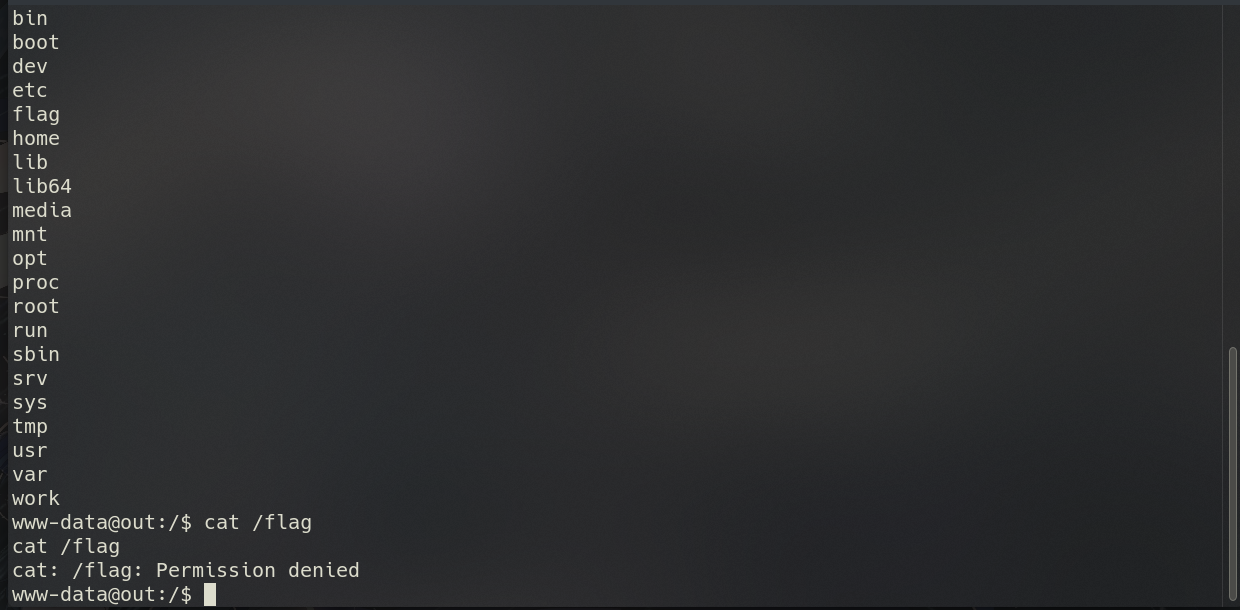 bin
boot
dev
etc
flag
home
lib
lib64
media
mnt
opt
proc
root
run
sbin
srv
sys
tmp
usr
var
work
www-data@out:/$ cat /flag
cat /flag
cat: /flag: Permission denied
www-data@out:/$